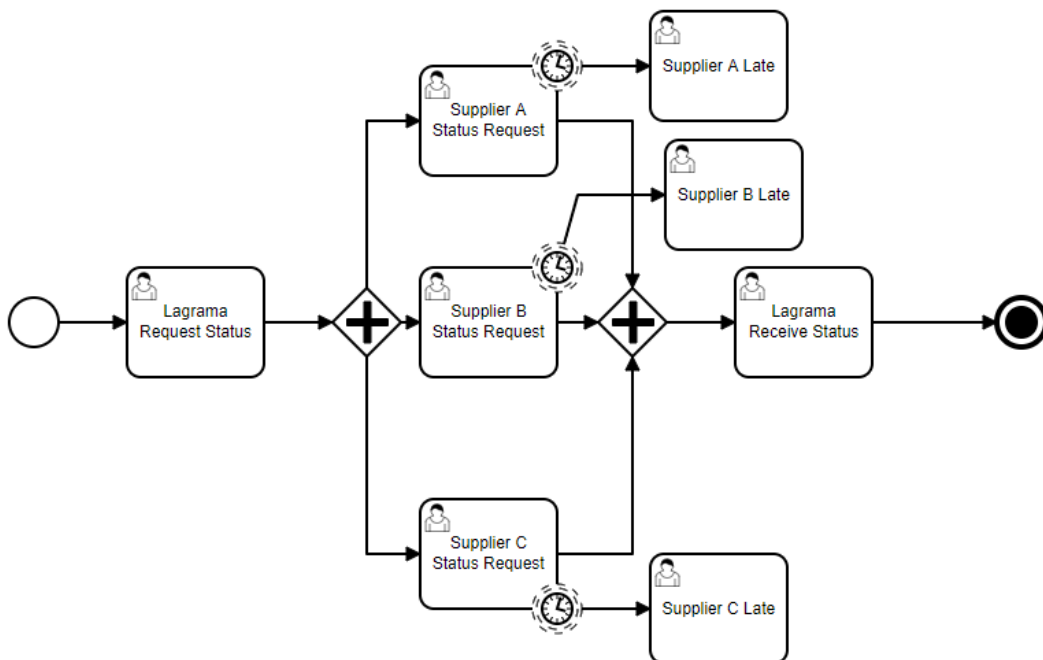 Supplier A Late
Supplier A
Status Request
Supplier B Late
Lagrama
Request Status
Supplier B
Status Request
Lagrama
Receive Status
Supplier C
Status Request
Supplier C Late